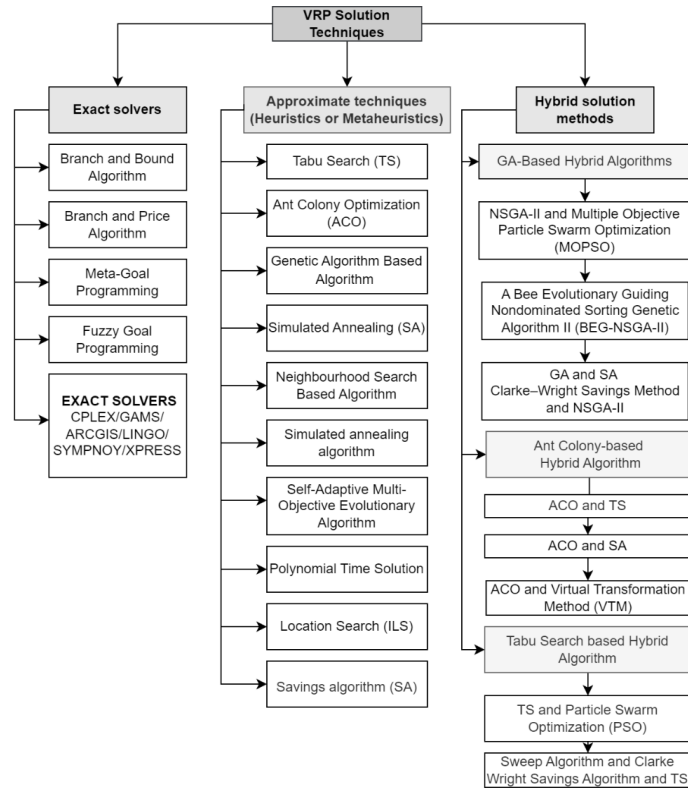 VRP Solution
Techniques
Exact solvers
Branch and Bound
Algorithm
Branch and Price
Algorithm
Meta-Goal
Programming
Fuzzy Goal
Programming
EXACT SOLVERS
CPLEX/GAMS/
ARCGIS/LINGO/
SYMPNOY/XPRESS
Approximate techniques
(Heuristics or Metaheuristics)
Tabu Search (TS)
Ant Colony Optimization
(ACO)
Genetic Algorithm Based
Algorithm
Simulated Annealing (SA)
Neighbourhood Search
Based Algorithm
Simulated annealing
algorithm
Self-Adaptive Multi-
Objective Evolutionary
Algorithm
Polynomial Time Solution
Location Search (ILS)
Savings algorithm (SA)
Hybrid solution
methods
GA-Based Hybrid Algorithms
NSGA-II and Multiple Objective
Particle Swarm Optimization
(MOPSO)
A Bee Evolutionary Guiding
Nondominated Sorting Genetic
Algorithm II (BEG-NSGA-II)
GA and SA
Clarke–Wright Savings Method
and NSGA-II
Ant Colony-based
Hybrid Algorithm
ACO and TS
ACO and SA
ACO and Virtual Transformation
Method (VTM)
Tabu Search based Hybrid
Algorithm
TS and Particle Swarm
Optimization (PSO)
Sweep Algorithm and Clarke
Wright Savings Algorithm and TS